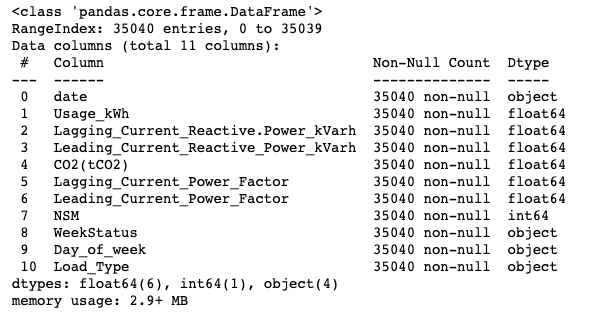 <class 'pandas.core.frame.DataFrame'>
RangeIndex: 35040 entries, 0 to 35039
Data columns (total 11 columns):
 #   Column                                Non-Null Count  Dtype
---  ------                                --------------  -----
 0   date                                  35040 non-null  object
 1   Usage_kWh                             35040 non-null  float64
 2   Lagging_Current_Reactive.Power_kVarh  35040 non-null  float64
 3   Leading_Current_Reactive_Power_kVarh  35040 non-null  float64
 4   CO2(tCO2)                             35040 non-null  float64
 5   Lagging_Current_Power_Factor          35040 non-null  float64
 6   Leading_Current_Power_Factor          35040 non-null  float64
 7   NSM                                   35040 non-null  int64
 8   WeekStatus                            35040 non-null  object
 9   Day_of_week                           35040 non-null  object
 10  Load_Type                             35040 non-null  object
dtypes: float64(6), int64(1), object(4)
memory usage: 2.9+ MB